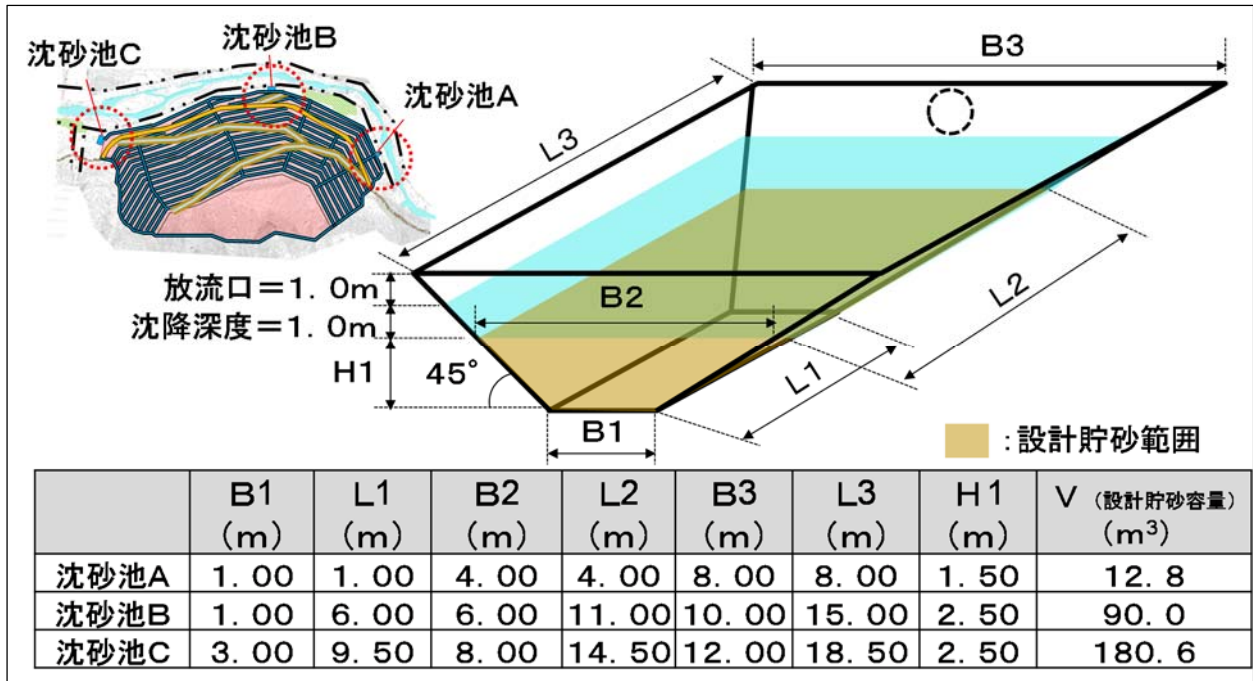 沈砂池C
沈砂池B
沈砂池A
B3
L3
放流口=1．0m
沈降深度=1．0m
H1
45°
B2
L2
L1
B1
:設計貯砂範囲
B1 L1 B2 L2 B3 L3 H1 V (設計貯砂容量)
(m) (m) (m) (m) (m) (m) (m) (m³)
沈砂池A 1．00 1．00 4．00 4．00 8．00 8．00 1．50 12．8
沈砂池B 1．00 6．00 6．00 11．00 10．00 15．00 2．50 90．0
沈砂池C 3．00 9．50 8．00 14．50 12．00 18．50 2．50 180．6